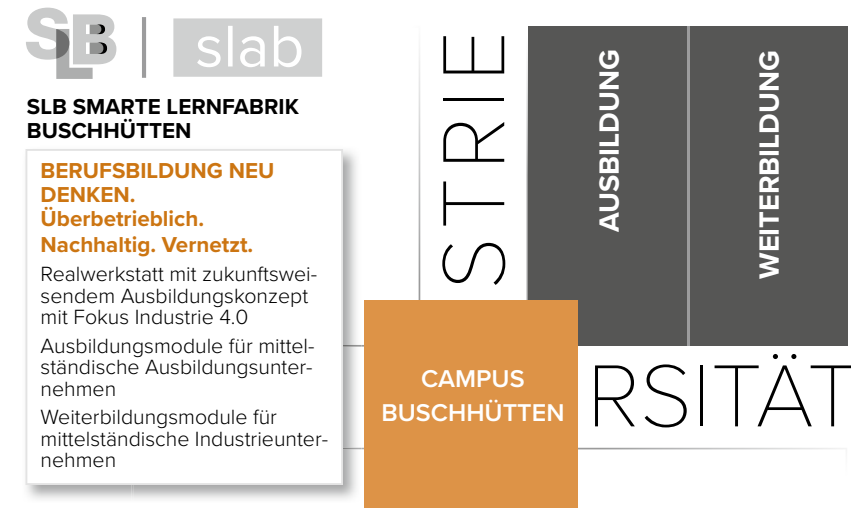 SLB
slab
SLB SMARTE LERNFABRIK
BUSCHHÜTTEN
BERUFSBILDUNG NEU
DENKEN.
Überbetrieblich.
Nachhaltig. Vernetzt.
Realwerkstatt mit zukunftswei-
sendem Ausbildungskonzept
mit Fokus Industrie 4.0
Ausbildungsmodule für mittel-
ständische Ausbildungsunter-
nehmen
Weiterbildungsmodule für
mittelständische Industrieunter-
nehmen
STRIE
AUSBILDUNG
WEITERBILDUNG
CAMPUS
BUSCHHÜTTEN
RSITÄT